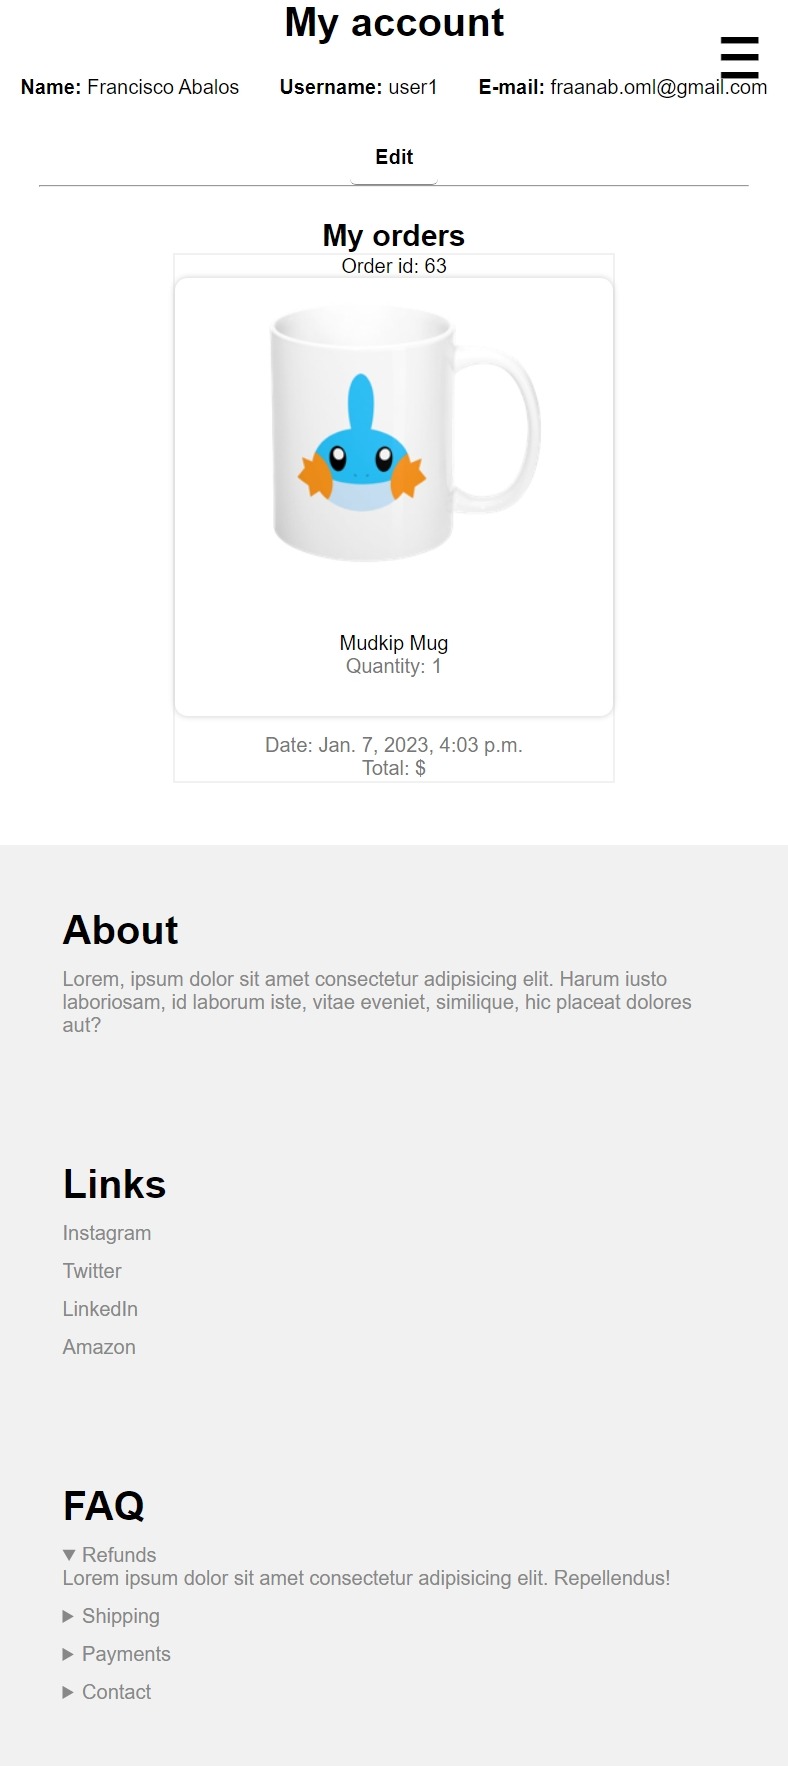 My account
Name: Francisco Abalos Username: user1 E-mail: fraanab.oml@gmail.com
Edit
My orders
Order id: 63
Mudkip Mug
Quantity: 1
Date: Jan. 7, 2023, 4:03 p.m.
Total: $
About
Lorem, ipsum dolor sit amet consectetur adipisicing elit. Harum iusto
laboriosam, id laborum iste, vitae eveniet, similique, hic placeat dolores
aut?
Links
Instagram
Twitter
LinkedIn
Amazon
FAQ
Refunds
Lorem ipsum dolor sit amet consectetur adipisicing elit. Repellendus!
Shipping
Payments
Contact